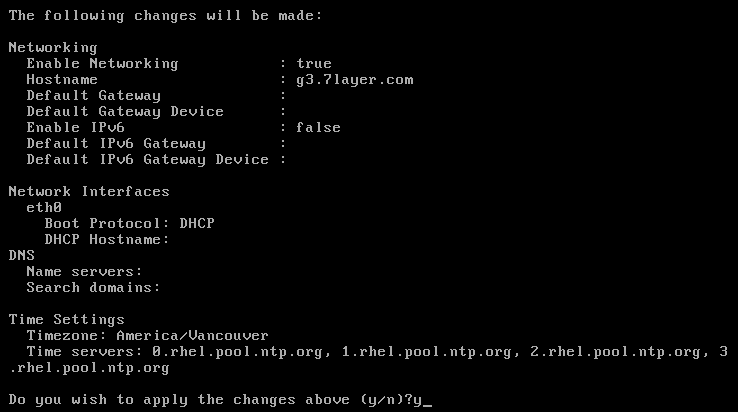 The following changes will be made:
Networking
  Enable Networking           : true
  Hostname                    : g3.7layer.com
  Default Gateway             :
  Default Gateway Device      :
  Enable IPv6                 : false
  Default IPv6 Gateway        :
  Default IPv6 Gateway Device :
Network Interfaces
  eth0
    Boot Protocol: DHCP
    DHCP Hostname:
DNS
  Name servers:
  Search domains:
Time Settings
  Timezone: America/Vancouver
  Time servers: 0.rhel.pool.ntp.org, 1.rhel.pool.ntp.org, 2.rhel.pool.ntp.org, 3
.rhel.pool.ntp.org
Do you wish to apply the changes above (y/n)?y_